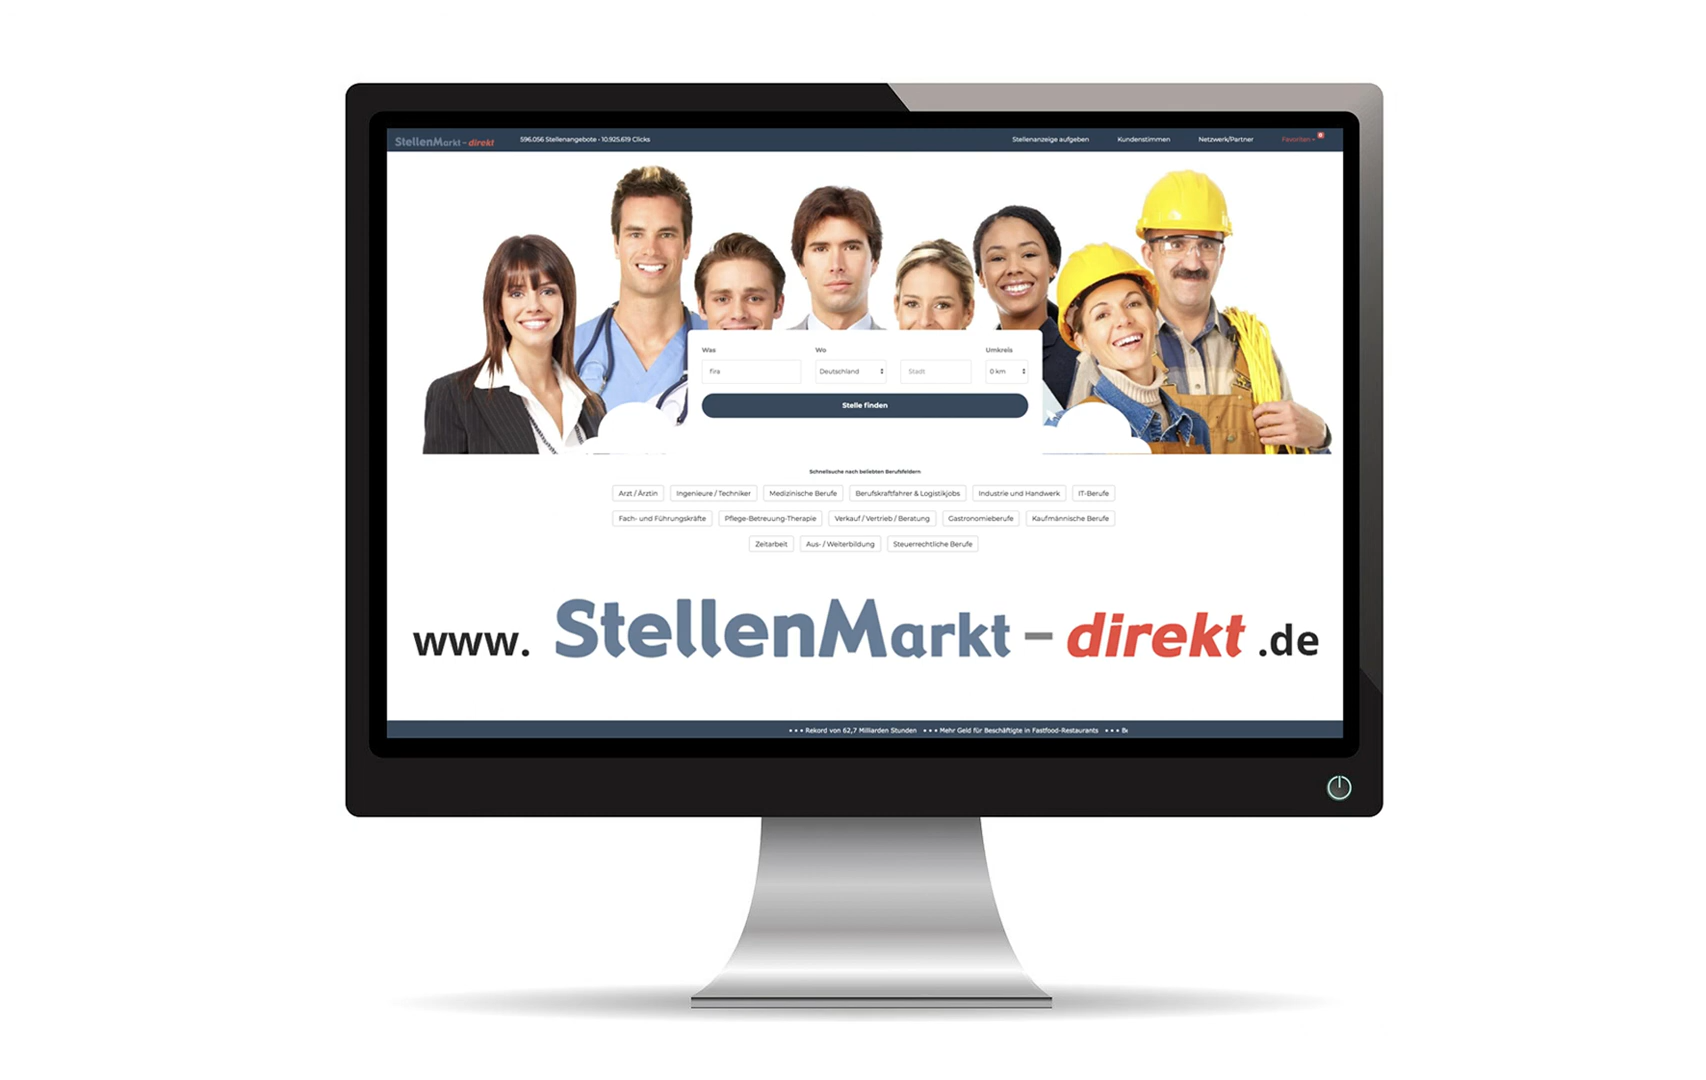 StellenMarkt - direkt 596.056 Stellenangebote • 10.925.619 Clicks Stellenanzeige aufgeben Kundenstimmen Netzwerk/Partner Favoriten
Was Wo Umkreis
fira Deutschland Stadt 0 km
Stelle finden
Schnellsuche nach beliebten Berufsfeldern
Arzt / Ärztin Ingenieure / Techniker Medizinische Berufe Berufskraftfahrer & Logistikjobs Industrie und Handwerk IT-Berufe
Fach- und Führungskräfte Pflege-Betreuung-Therapie Verkauf / Vertrieb / Beratung Gastronomieberufe Kaufmännische Berufe
Zeitarbeit Aus- / Weiterbildung Steuerrechtliche Berufe
www. StellenMarkt - direkt .de
• • • Rekord von 62,7 Milliarden Stunden • • • Mehr Geld für Beschäftigte in Fastfood-Restaurants • • •